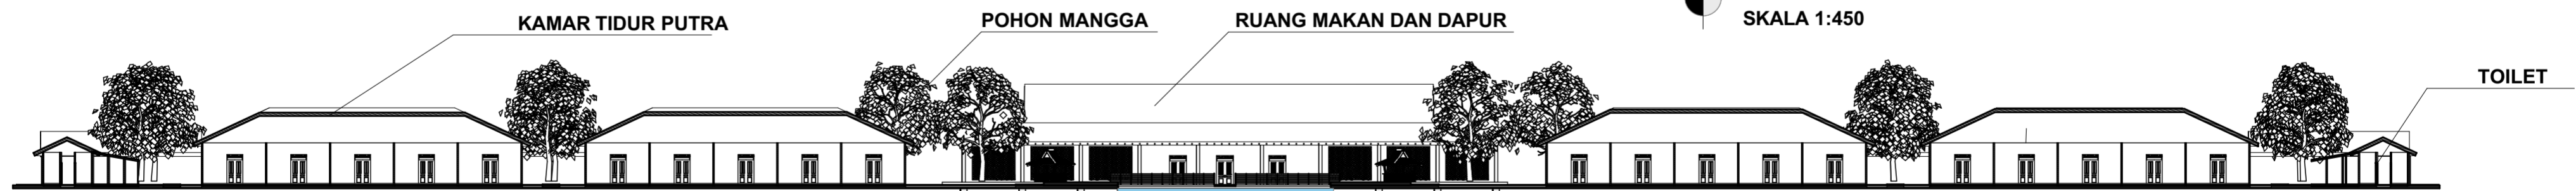 KAMAR TIDUR PUTRA
POHON MANGGA
RUANG MAKAN DAN DAPUR
SKALA 1:450
TOILET